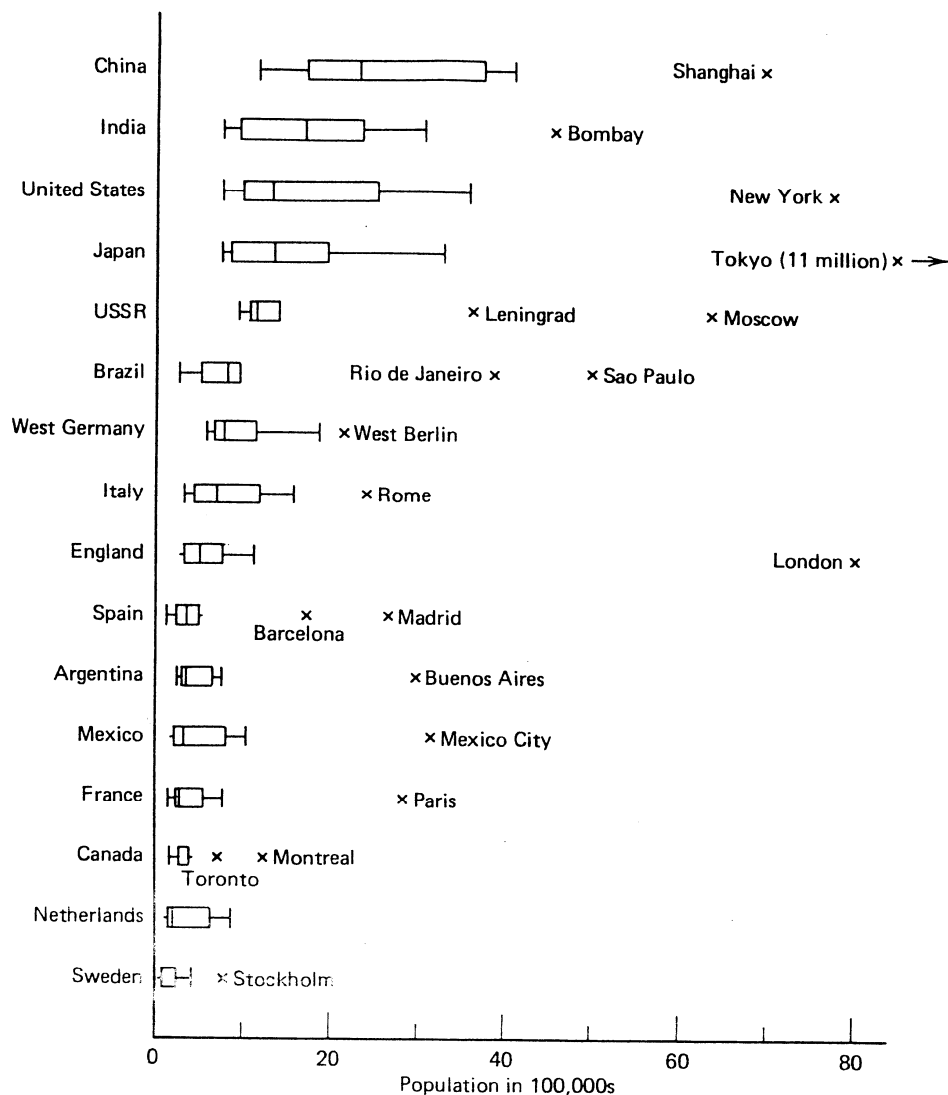 China
Shanghai
India
Bombay
United States
New York
Japan
Tokyo (11 million)
USSR
Leningrad
Moscow
Brazil
Rio de Janeiro
Sao Paulo
West Germany
West Berlin
Italy
Rome
England
London
Spain
Madrid
Barcelona
Argentina
Buenos Aires
Mexico
Mexico City
France
Paris
Canada
Montreal
Toronto
Netherlands
Sweden
Stockholm
0 20 40 60 80
Population in 100,000s